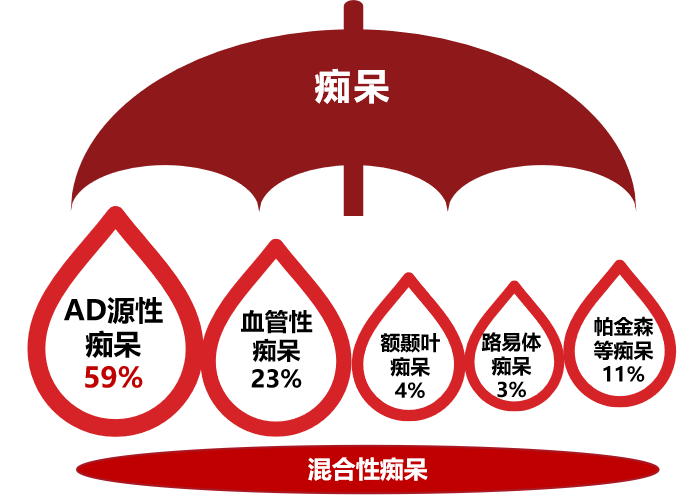 痴呆
AD源性
痴呆
59%
血管性
痴呆
23%
额颞叶
痴呆
4%
路易体
痴呆
3%
帕金森
等痴呆
11%
混合性痴呆